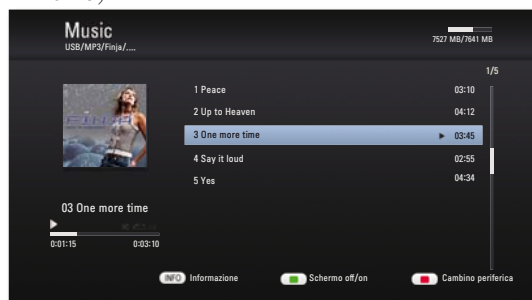 Music
USB/MP3/Finja/....
7527 MB/7641 MB
1/5
1 Peace 03:10
2 Up to Heaven 04:12
3 One more time 03:45
4 Say it loud 02:55
5 Yes 04:34
FINJA
03 One more time
0:01:15 0:03:10
INFO Informazione Schermo off/on Cambino periferica